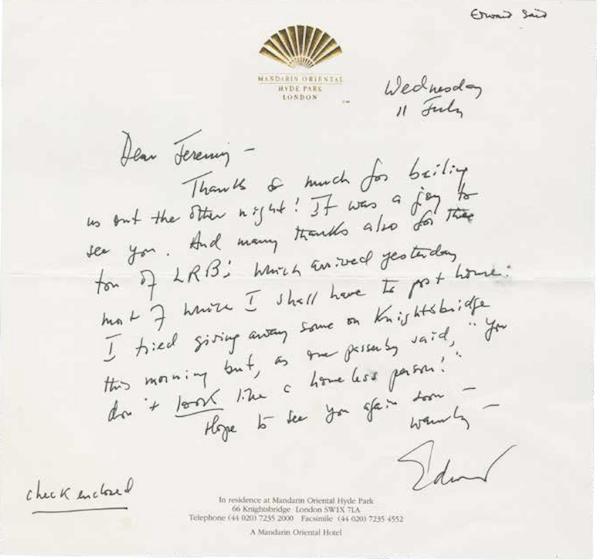 Edward Said
MANDARIN ORIENTAL
HYDE PARK
LONDON
Wednesday
11 July
Dear Jeremy –
Thanks so much for bailing
us out the other night! It was a joy to
see you. And many thanks also for the
ton of LRB's which arrived yesterday
most of which I shall have to post home.
I tried giving away some on Knightsbridge
this morning but, as one passerby said, "You
don't look like a homeless person!"
Hope to see you again soon –
warmly –
Edward
check enclosed
In residence at Mandarin Oriental Hyde Park
66 Knightsbridge London SW1X 7LA
Telephone (44 020) 7235 2000 Facsimile (44 020) 7235 4552
A Mandarin Oriental Hotel